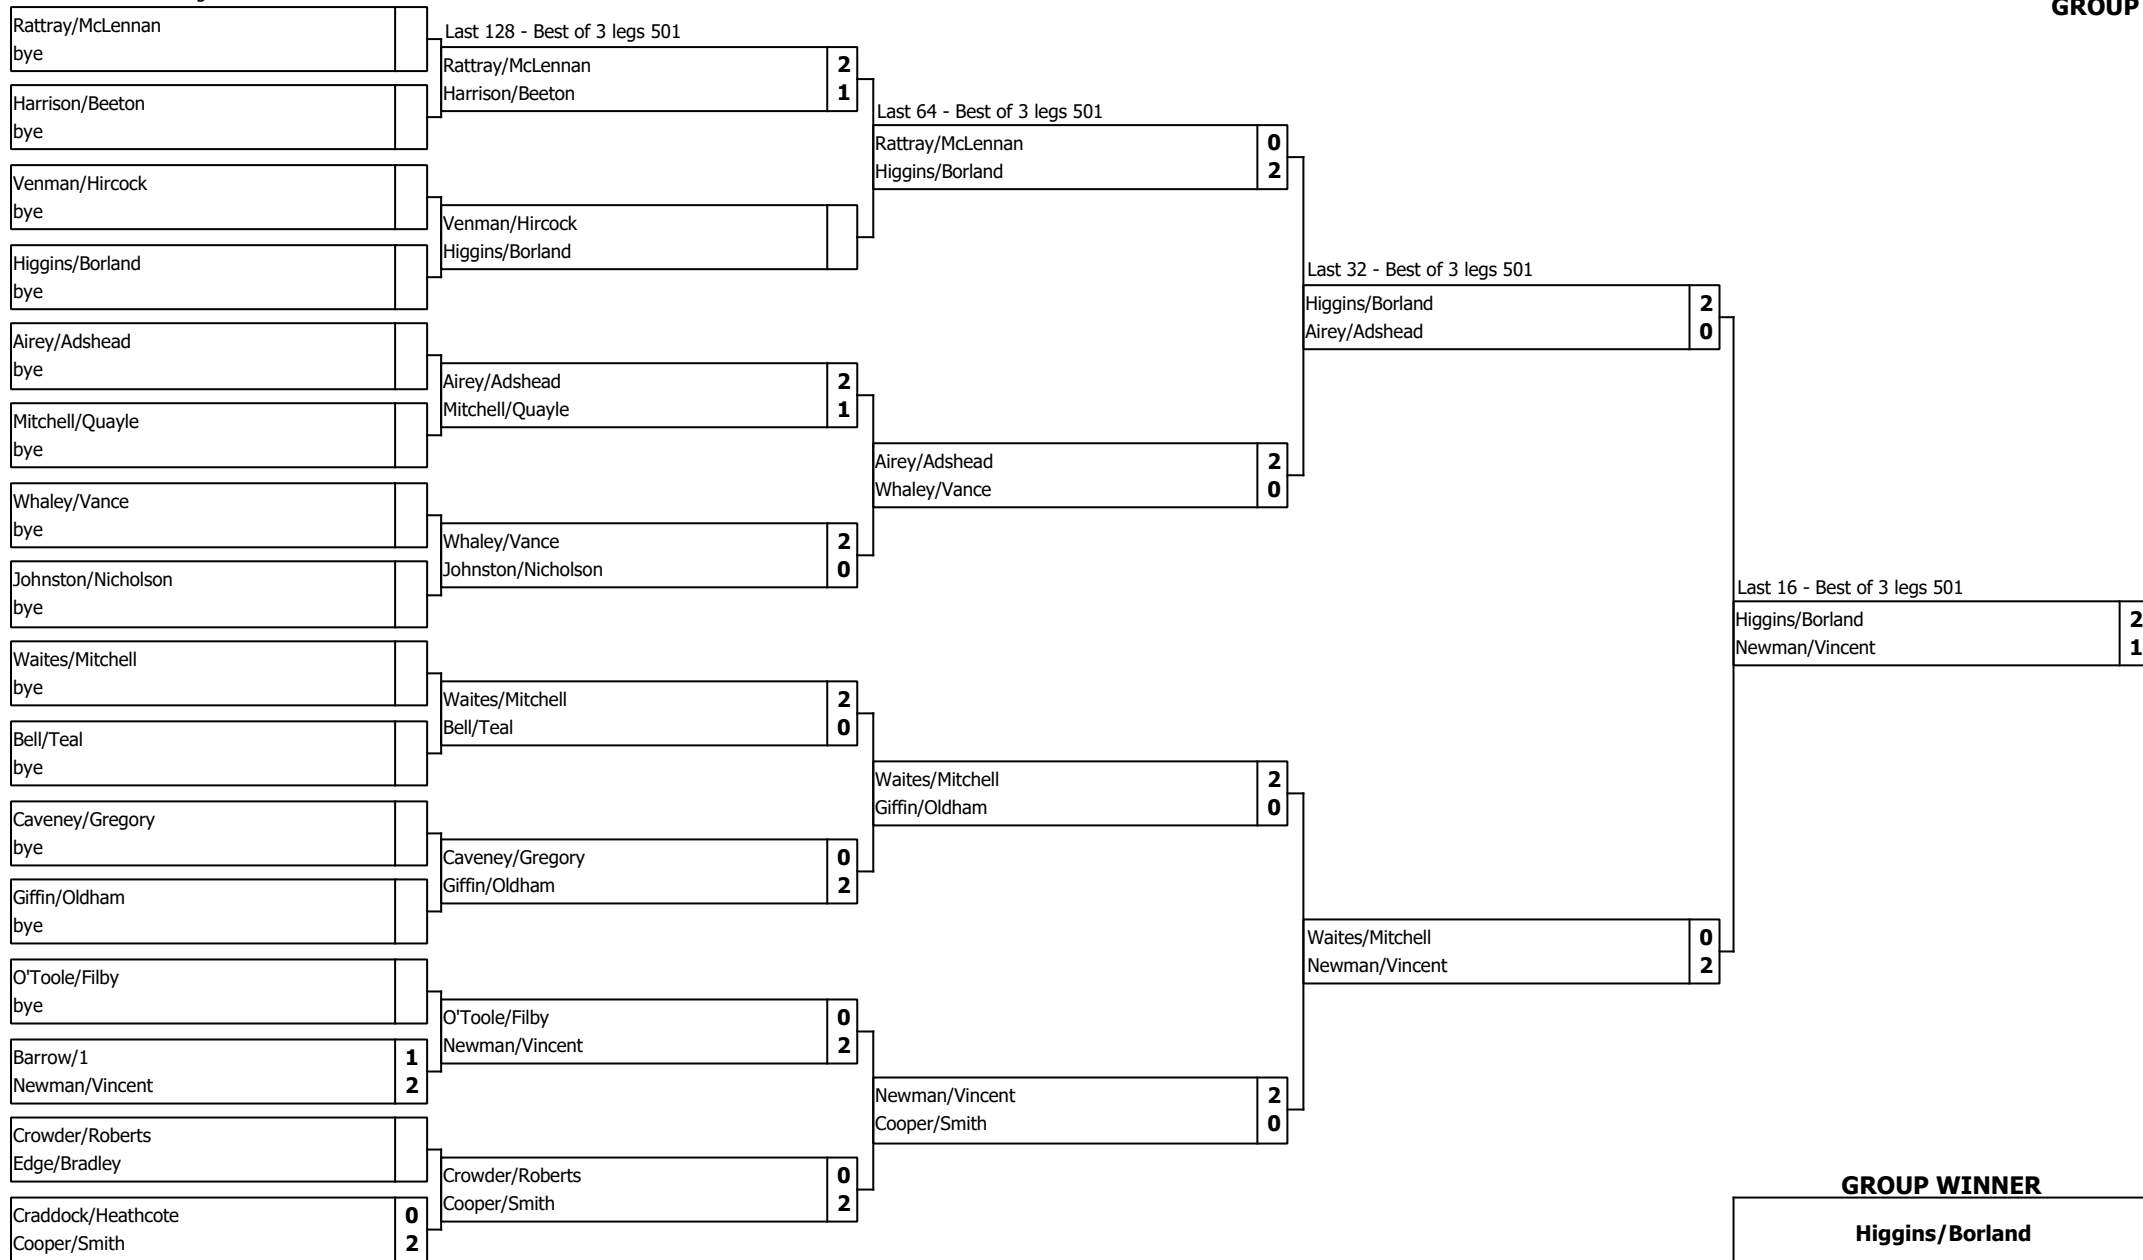 GROUP
Rattray/McLennan
bye
Harrison/Beeton
bye
Venman/Hircock
bye
Higgins/Borland
bye
Airey/Adshead
bye
Mitchell/Quayle
bye
Whaley/Vance
bye
Johnston/Nicholson
bye
Waites/Mitchell
bye
Bell/Teal
bye
Caveney/Gregory
bye
Giffin/Oldham
bye
O'Toole/Filby
bye
Barrow/1 1
Newman/Vincent 2
Crowder/Roberts
Edge/Bradley
Craddock/Heathcote 0
Cooper/Smith 2
Last 128 - Best of 3 legs 501
Rattray/McLennan 2
Harrison/Beeton 1
Venman/Hircock
Higgins/Borland
Airey/Adshead 2
Mitchell/Quayle 1
Whaley/Vance 2
Johnston/Nicholson 0
Waites/Mitchell 2
Bell/Teal 0
Caveney/Gregory 0
Giffin/Oldham 2
O'Toole/Filby 0
Newman/Vincent 2
Crowder/Roberts 0
Cooper/Smith 2
Last 64 - Best of 3 legs 501
Rattray/McLennan 0
Higgins/Borland 2
Airey/Adshead 2
Whaley/Vance 0
Waites/Mitchell 2
Giffin/Oldham 0
Newman/Vincent 2
Cooper/Smith 0
Last 32 - Best of 3 legs 501
Higgins/Borland 2
Airey/Adshead 0
Waites/Mitchell 0
Newman/Vincent 2
Last 16 - Best of 3 legs 501
Higgins/Borland 2
Newman/Vincent 1
GROUP WINNER
Higgins/Borland